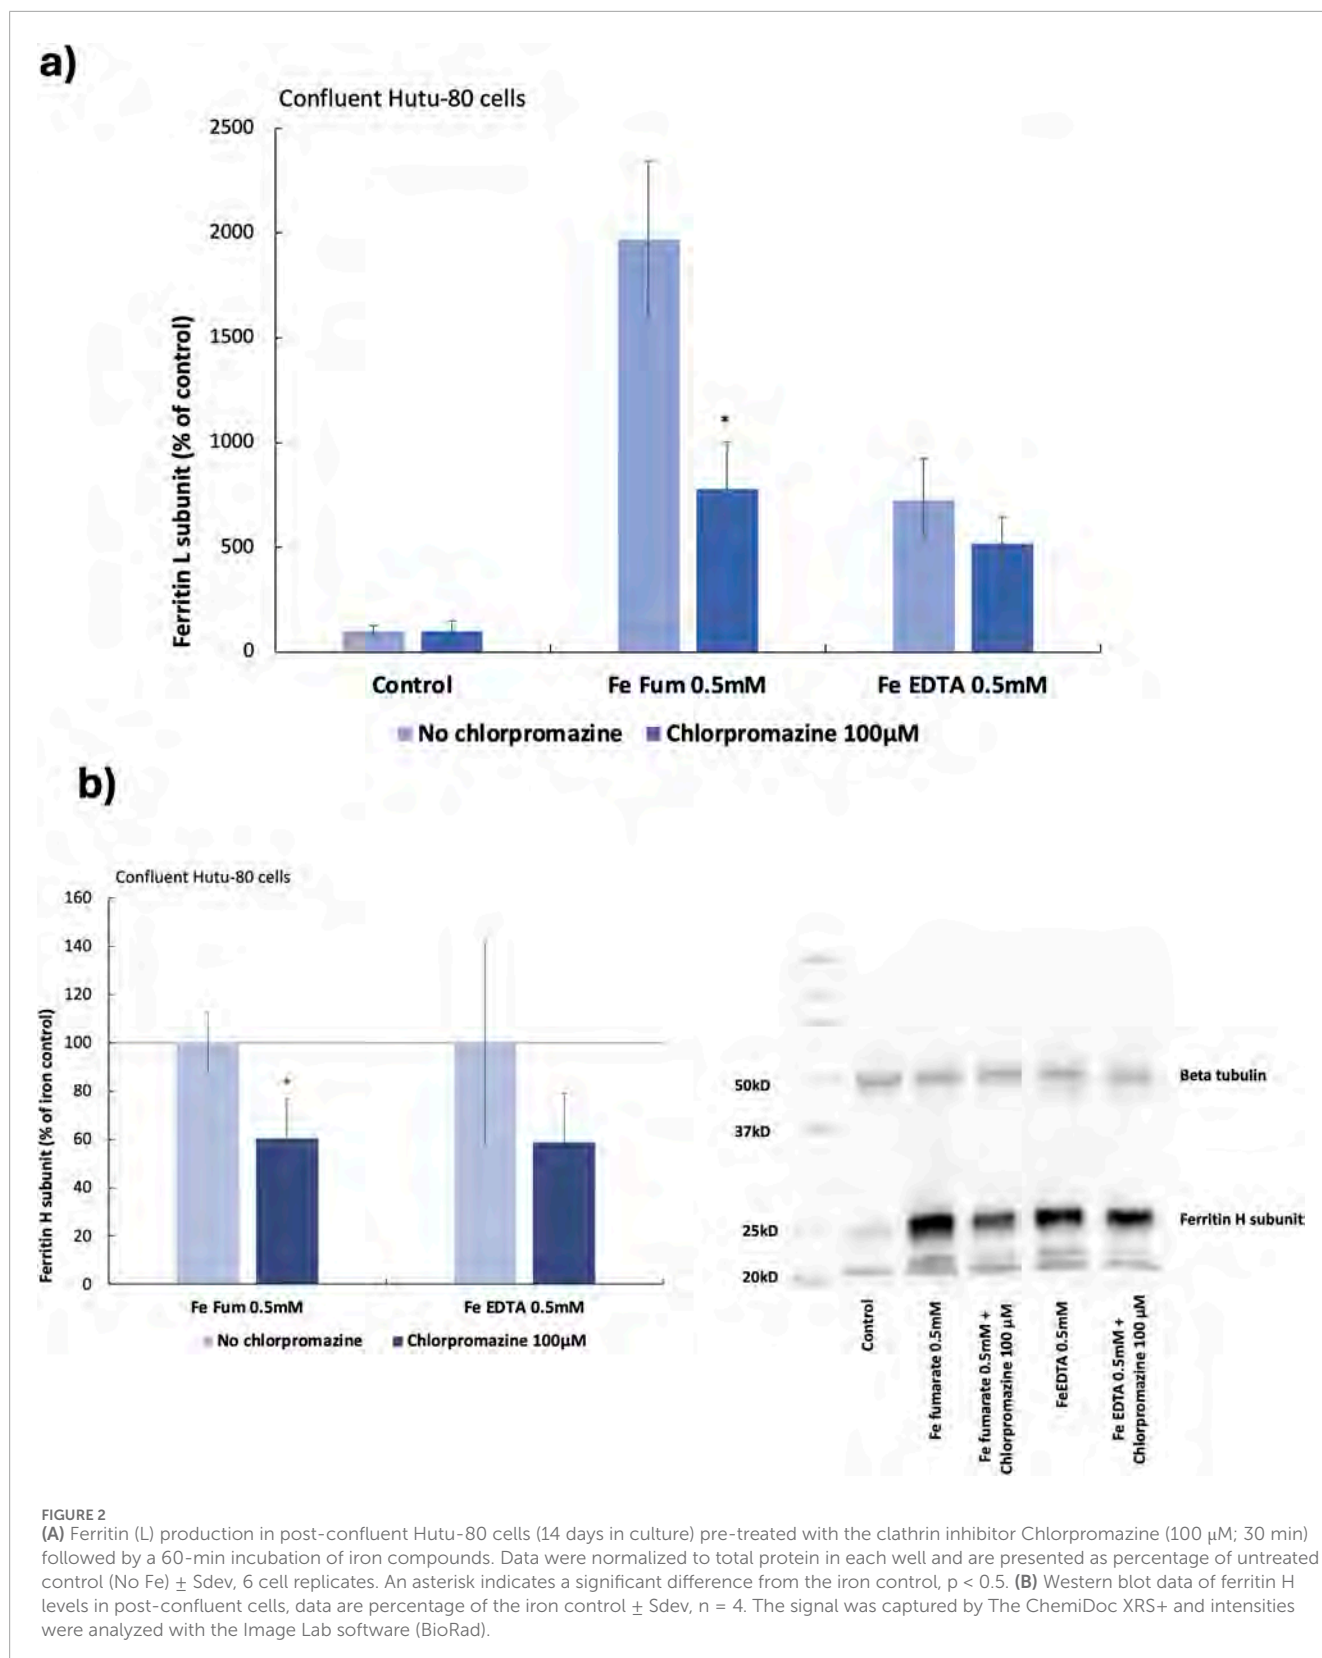 a)
Confluent Hutu-80 cells
2500
2000
1500
1000
500
0
Ferritin L subunit (% of control)
*
Control
Fe Fum 0.5mM
Fe EDTA 0.5mM
No chlorpromazine
Chlorpromazine 100µM
b)
Confluent Hutu-80 cells
160
140
120
100
80
60
40
20
0
Ferritin H subunit (% of iron control)
*
Fe Fum 0.5mM
Fe EDTA 0.5mM
No chlorpromazine
Chlorpromazine 100µM
50kD
37kD
25kD
20kD
Beta tubulin
Ferritin H subunit
Control
Fe fumarate 0.5mM
Fe fumarate 0.5mM +
Chlorpromazine 100 µM
FeEDTA 0.5mM
Fe EDTA 0.5mM +
Chlorpromazine 100 µM
FIGURE 2
(A) Ferritin (L) production in post-confluent Hutu-80 cells (14 days in culture) pre-treated with the clathrin inhibitor Chlorpromazine (100 µM; 30 min)
followed by a 60-min incubation of iron compounds. Data were normalized to total protein in each well and are presented as percentage of untreated
control (No Fe) ± Sdev, 6 cell replicates. An asterisk indicates a significant difference from the iron control, p < 0.5. (B) Western blot data of ferritin H
levels in post-confluent cells, data are percentage of the iron control ± Sdev, n = 4. The signal was captured by The ChemiDoc XRS+ and intensities
were analyzed with the Image Lab software (BioRad).